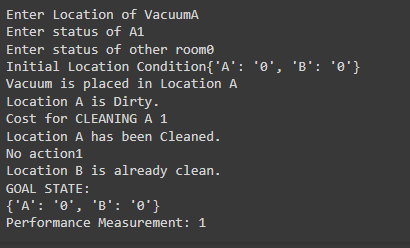 Enter Location of VacuumA
Enter status of A1
Enter status of other room0
Initial Location Condition{'A': '0', 'B': '0'}
Vacuum is placed in Location A
Location A is Dirty.
Cost for CLEANING A 1
Location A has been Cleaned.
No action1
Location B is already clean.
GOAL STATE:
{'A': '0', 'B': '0'}
Performance Measurement: 1